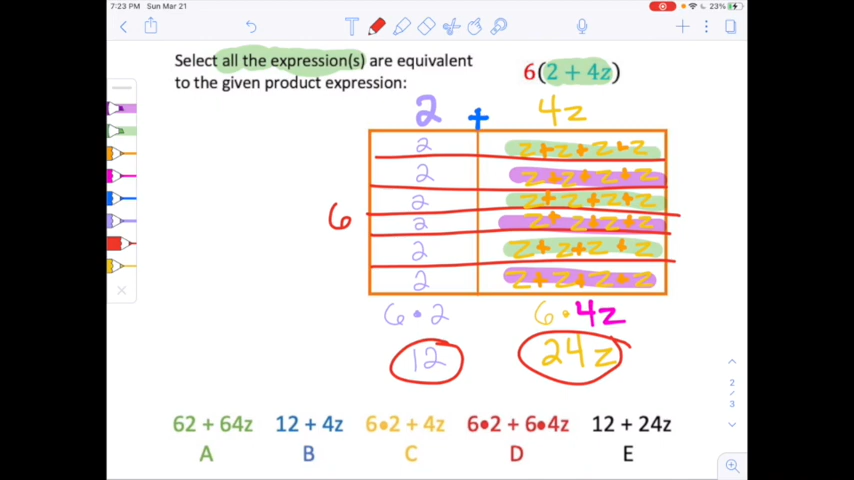 7:23 PM Sun Mar 21
23%
Select all the expression(s) are equivalent
to the given product expression:
6(2 + 4z)
2 + 4z
2 z+z+z+z
2 z+z+z+z
2 z+z+z+z
6
2 z+z+z+z
2 z+z+z+z
2 z+z+z+z
6•2 6•4z
12 24z
62 + 64z 12 + 4z 6•2 + 4z 6•2 + 6•4z 12 + 24z
A B C D E
2
/
3